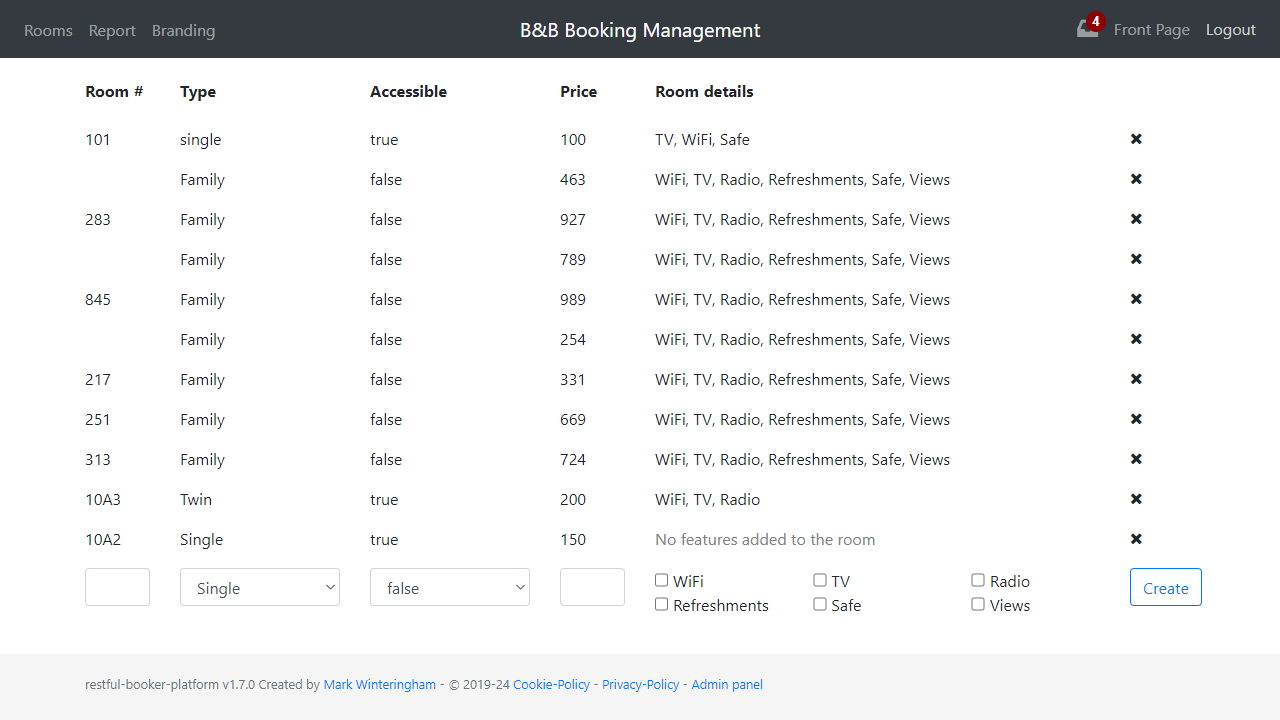 Rooms Report Branding B&B Booking Management 4 Front Page Logout
Room # Type Accessible Price Room details
101 single true 100 TV, WiFi, Safe
Family false 463 WiFi, TV, Radio, Refreshments, Safe, Views
283 Family false 927 WiFi, TV, Radio, Refreshments, Safe, Views
Family false 789 WiFi, TV, Radio, Refreshments, Safe, Views
845 Family false 989 WiFi, TV, Radio, Refreshments, Safe, Views
Family false 254 WiFi, TV, Radio, Refreshments, Safe, Views
217 Family false 331 WiFi, TV, Radio, Refreshments, Safe, Views
251 Family false 669 WiFi, TV, Radio, Refreshments, Safe, Views
313 Family false 724 WiFi, TV, Radio, Refreshments, Safe, Views
10A3 Twin true 200 WiFi, TV, Radio
10A2 Single true 150 No features added to the room
Single false WiFi TV Radio Create
Refreshments Safe Views
restful-booker-platform v1.7.0 Created by Mark Winteringham - © 2019-24 Cookie-Policy - Privacy-Policy - Admin panel